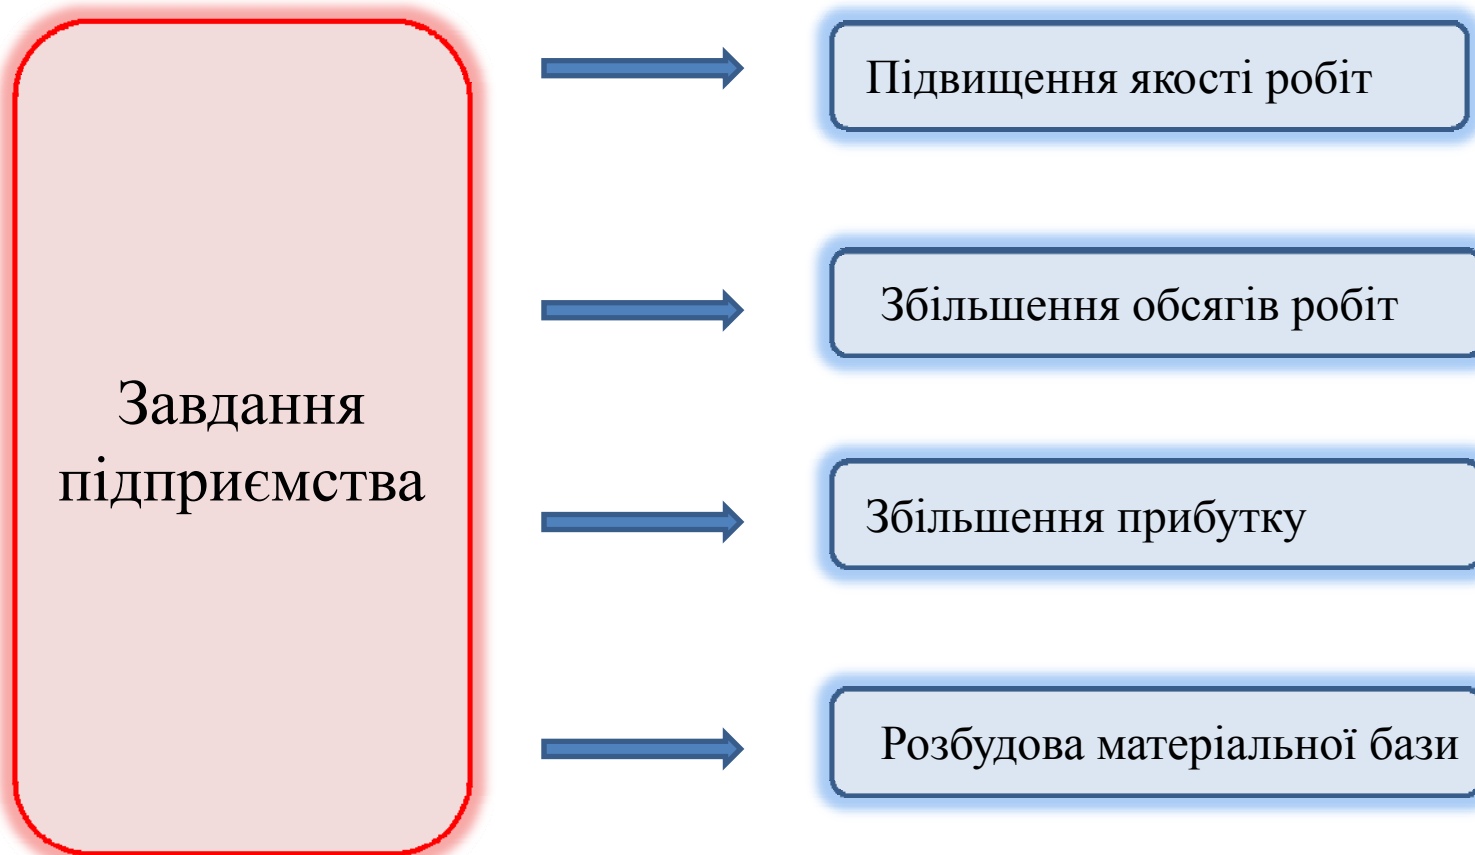 Завдання
підприємства
Підвищення якості робіт
Збільшення обсягів робіт
Збільшення прибутку
Розбудова матеріальної бази